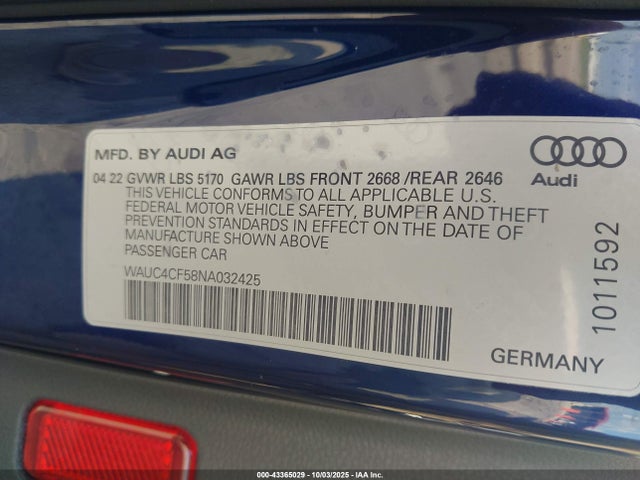 MFD. BY AUDI AG
04 22 GVWR LBS 5170 GAWR LBS FRONT 2668 /REAR 2646
THIS VEHICLE CONFORMS TO ALL APPLICABLE U.S.
FEDERAL MOTOR VEHICLE SAFETY, BUMPER AND THEFT
PREVENTION STANDARDS IN EFFECT ON THE DATE OF
MANUFACTURE SHOWN ABOVE
PASSENGER CAR
WAUC4CF58NA032425
Audi
1011592
GERMANY
000-43365029 - 10/03/2025 - IAAI Inc.